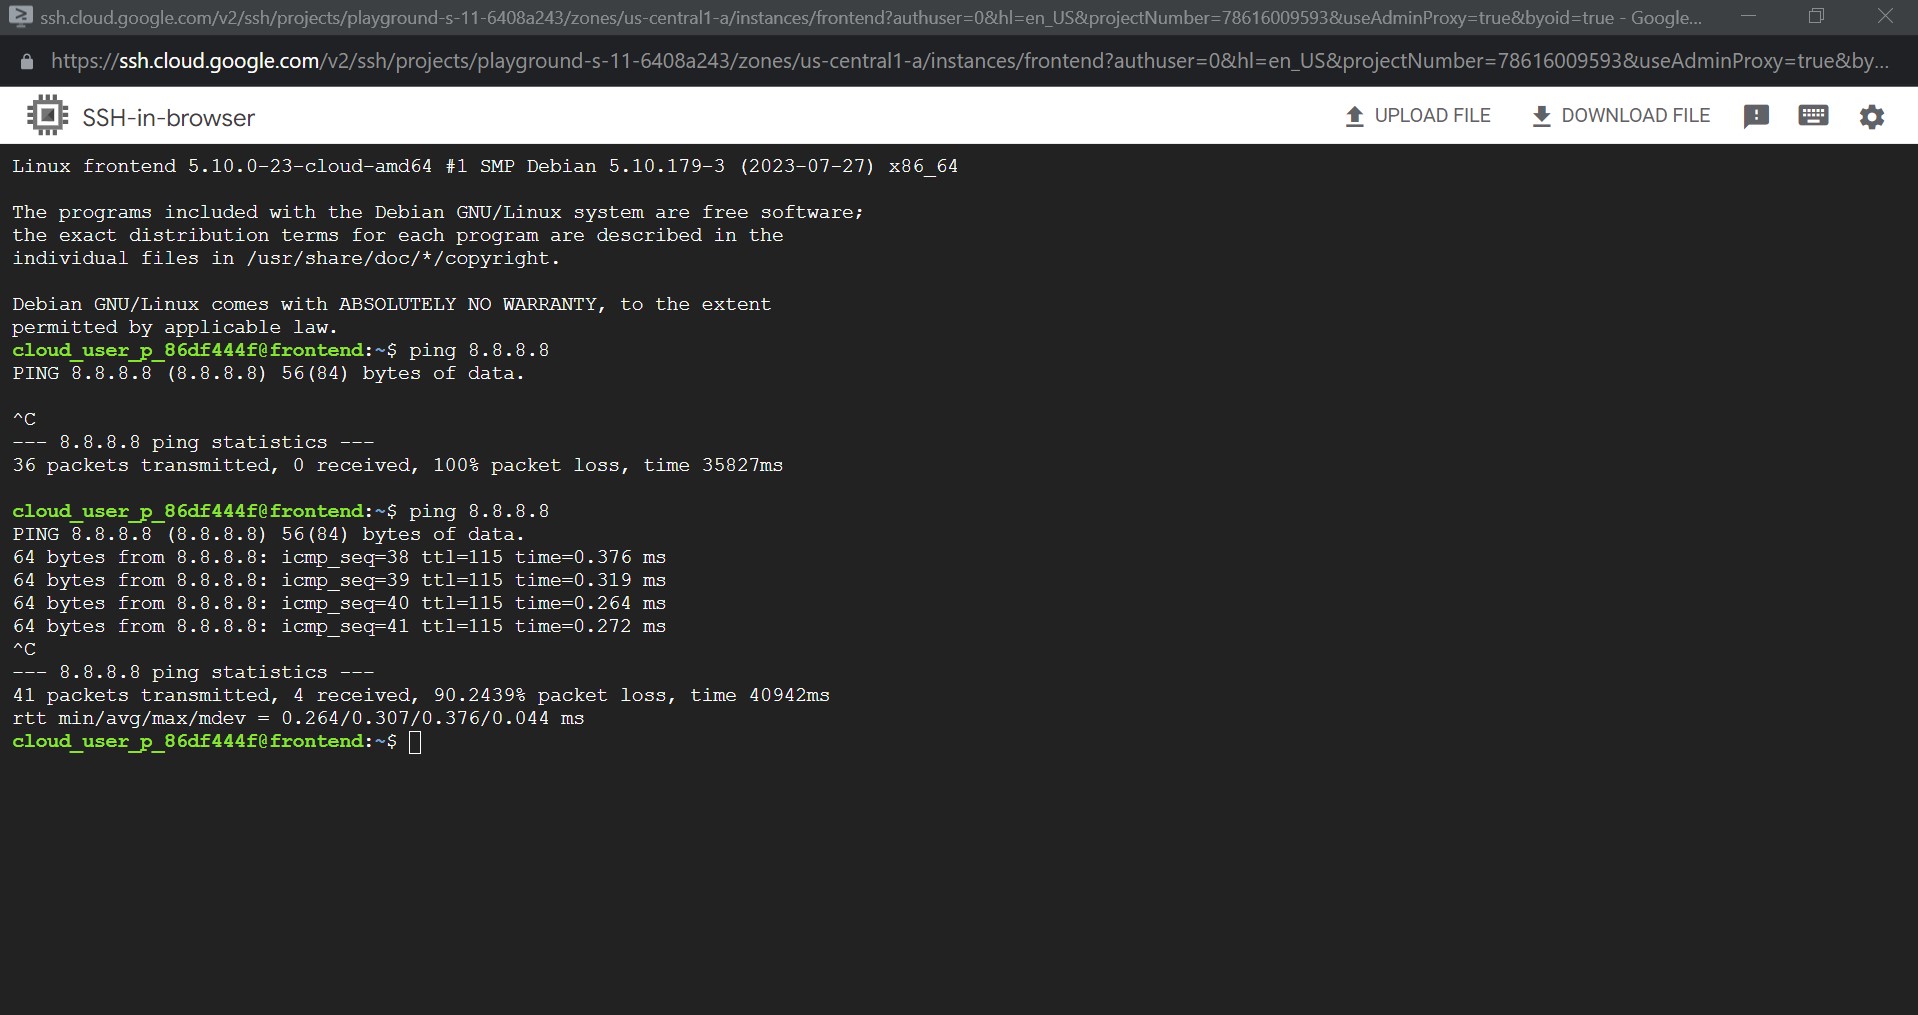 ssh.cloud.google.com/v2/ssh/projects/playground-s-11-6408a243/zones/us-central1-a/instances/frontend?authuser=0&hl=en_US&projectNumber=78616009593&useAdminProxy=true&byoid=true - Google...
https://ssh.cloud.google.com/v2/ssh/projects/playground-s-11-6408a243/zones/us-central1-a/instances/frontend?authuser=0&hl=en_US&projectNumber=78616009593&useAdminProxy=true&by...
SSH-in-browser UPLOAD FILE DOWNLOAD FILE
Linux frontend 5.10.0-23-cloud-amd64 #1 SMP Debian 5.10.179-3 (2023-07-27) x86_64
The programs included with the Debian GNU/Linux system are free software;
the exact distribution terms for each program are described in the
individual files in /usr/share/doc/*/copyright.
Debian GNU/Linux comes with ABSOLUTELY NO WARRANTY, to the extent
permitted by applicable law.
cloud_user_p_86df444f@frontend:~$ ping 8.8.8.8
PING 8.8.8.8 (8.8.8.8) 56(84) bytes of data.
^C
--- 8.8.8.8 ping statistics ---
36 packets transmitted, 0 received, 100% packet loss, time 35827ms
cloud_user_p_86df444f@frontend:~$ ping 8.8.8.8
PING 8.8.8.8 (8.8.8.8) 56(84) bytes of data.
64 bytes from 8.8.8.8: icmp_seq=38 ttl=115 time=0.376 ms
64 bytes from 8.8.8.8: icmp_seq=39 ttl=115 time=0.319 ms
64 bytes from 8.8.8.8: icmp_seq=40 ttl=115 time=0.264 ms
64 bytes from 8.8.8.8: icmp_seq=41 ttl=115 time=0.272 ms
^C
--- 8.8.8.8 ping statistics ---
41 packets transmitted, 4 received, 90.2439% packet loss, time 40942ms
rtt min/avg/max/mdev = 0.264/0.307/0.376/0.044 ms
cloud_user_p_86df444f@frontend:~$